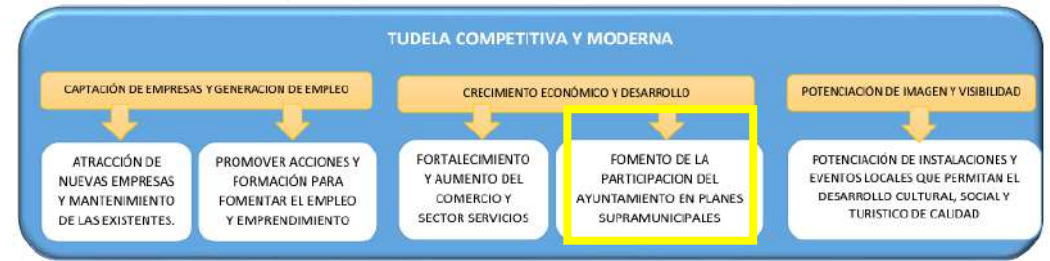 TUDELA COMPETITIVA Y MODERNA
CAPTACIÓN DE EMPRESAS Y GENERACION DE EMPLEO
CRECIMIENTO ECONÓMICO Y DESARROLLO
POTENCIACIÓN DE IMAGEN Y VISIBILIDAD
ATRACCIÓN DE
NUEVAS EMPRESAS
Y MANTENIMIENTO
DE LAS EXISTENTES.
PROMOVER ACCIONES Y
FORMACIÓN PARA
FOMENTAR EL EMPLEO
Y EMPRENDIMIENTO
FORTALECIMIENTO
Y AUMENTO DEL
COMERCIO Y
SECTOR SERVICIOS
FOMENTO DE LA
PARTICIPACION DEL
AYUNTAMIENTO EN PLANES
SUPRAMUNICIPALES
POTENCIACIÓN DE INSTALACIONES Y
EVENTOS LOCALES QUE PERMITAN EL
DESARROLLO CULTURAL, SOCIAL Y
TURISTICO DE CALIDAD